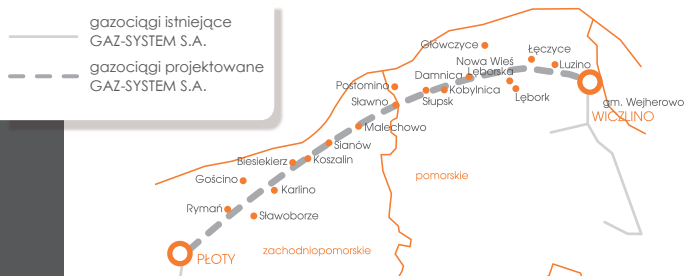 gazociągi istniejące
GAZ-SYSTEM S.A.
gazociągi projektowane
GAZ-SYSTEM S.A.
Główczyce
Łęczyce
Nowa Wieś
Lęborska
Luzino
Damnica
Potomino
Kobylnica
Sławno
Słupsk
Lębork
gm. Wejherowo
WICZLINO
Malechowo
Sianów
Biesiekierz
Koszalin
Gościno
Karlino
pomorskie
Rymań
Sławoborze
zachodniopomorskie
PŁOTY